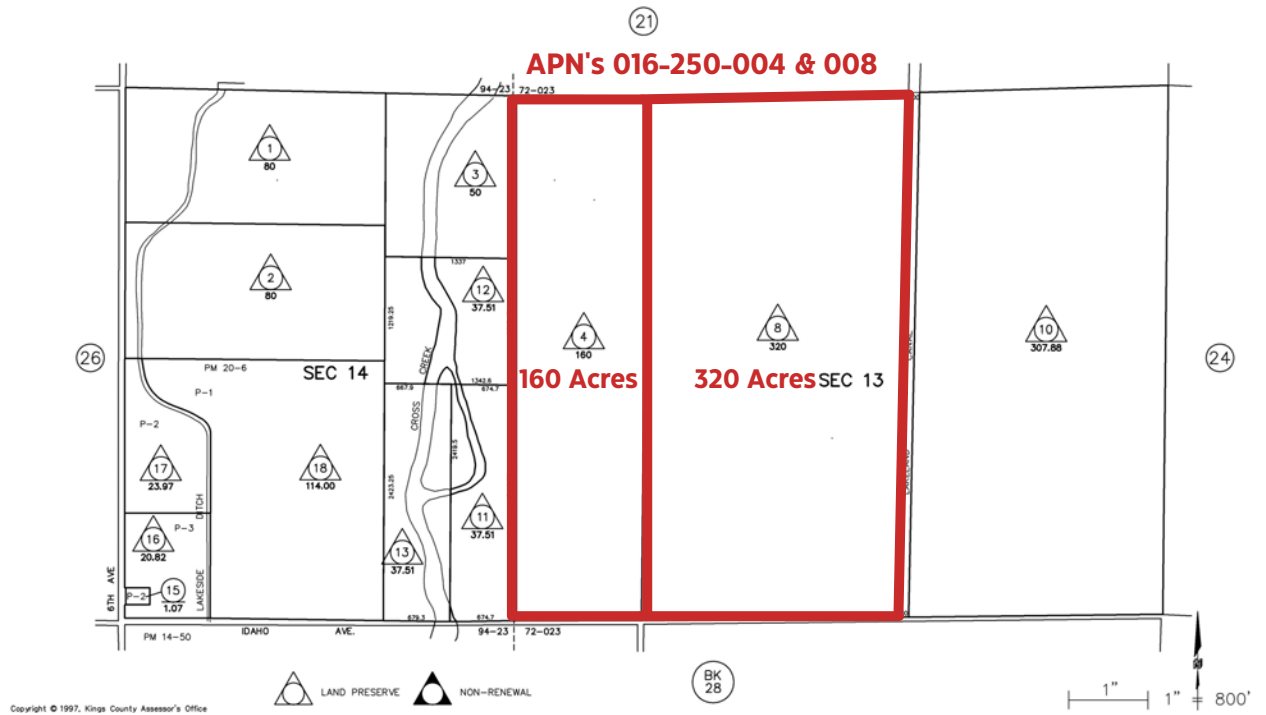 21
APN's 016-250-004 & 008
94-23 72-023
1
80
3
50
2
80
1337
12
37.51
1219.25
4
160
8
320
10
307.88
CANAL
26
24
PM 20-6
SEC 14
CREEK
160 Acres
320 Acres
SEC 13
667.9
1342.6
674.7
P-1
CROSS
P-2
2419.5
17
23.97
18
114.00
2423.25
LAKELAND
DITCH
11
37.51
P-3
16
20.82
13
37.51
6TH AVE
P-2
15
1.07
LAKESIDE
679.3
674.7
PM 14-50
IDAHO AVE.
94-23 72-023
BK
28
LAND PRESERVE
NON-RENEWAL
N
1"
1" = 800'
Copyright © 1997, Kings County Assessor's Office